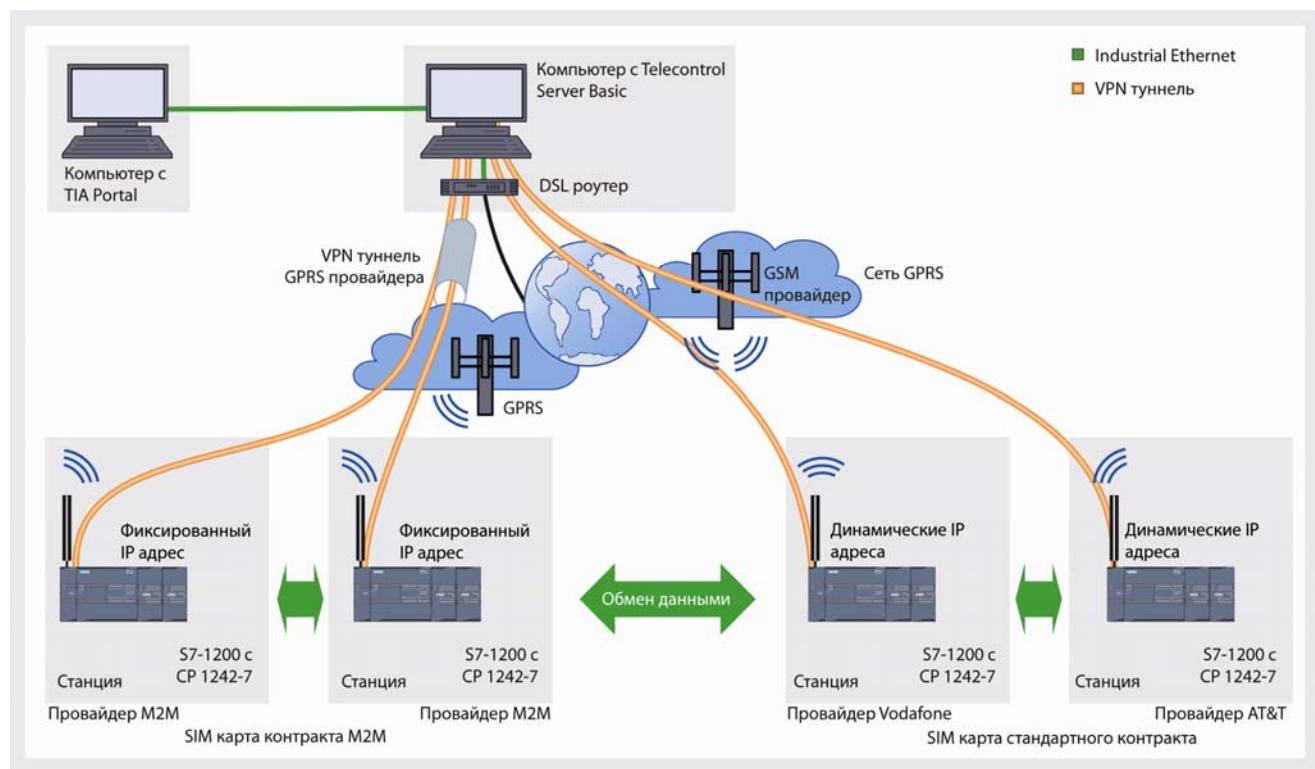 Industrial Ethernet
VPN туннель
Компьютер с Telecontrol
Server Basic
Компьютер с
TIA Portal
DSL роутер
VPN туннель
GPRS провайдера
GSM
провайдер
Сеть GPRS
GPRS
Фиксированный
IP адрес
Фиксированный
IP адрес
Динамические IP
адреса
Динамические IP
адреса
Обмен данными
S7-1200 с
CP 1242-7
Станция
S7-1200 с
CP 1242-7
Станция
S7-1200 с
CP 1242-7
Станция
S7-1200 с
CP 1242-7
Станция
Провайдер M2M
Провайдер M2M
Провайдер Vodafone
Провайдер AT&T
SIM карта контракта M2M
SIM карта стандартного контракта